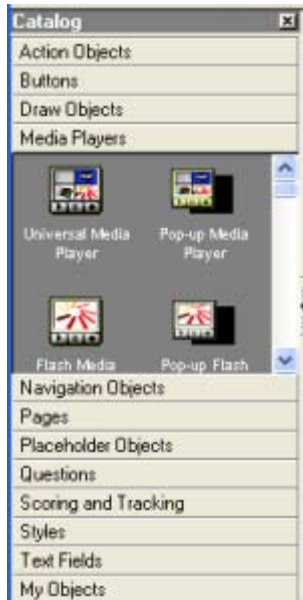 Catalog
Action Objects
Buttons
Draw Objects
Media Players
Universal Media Pop-up Media
Player Player
Flash Media Pop-up Flash
Navigation Objects
Pages
Placeholder Objects
Questions
Scoring and Tracking
Styles
Text Fields
My Objects